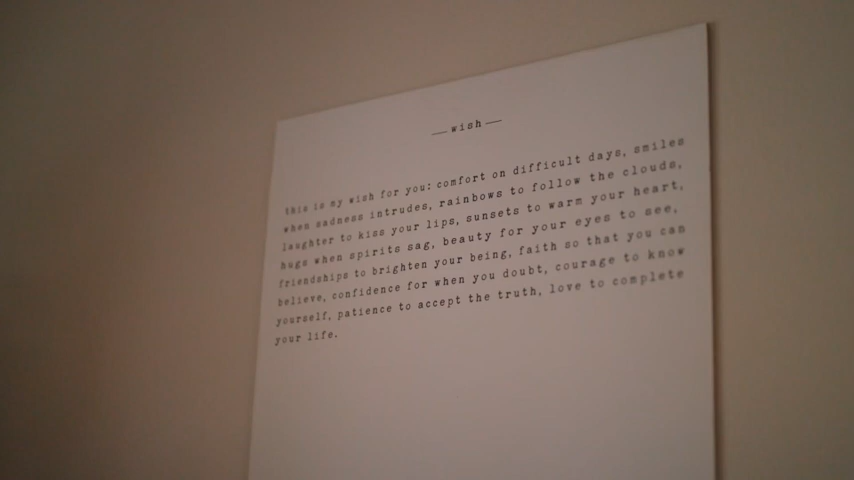 — wish —
this is my wish for you: comfort on difficult days, smiles
when sadness intrudes, rainbows to follow the clouds,
laughter to kiss your lips, sunsets to warm your heart,
hugs when spirits sag, beauty for your eyes to see,
friendships to brighten your being, faith so that you can
believe, confidence for when you doubt, courage to know
yourself, patience to accept the truth, love to complete
your life.